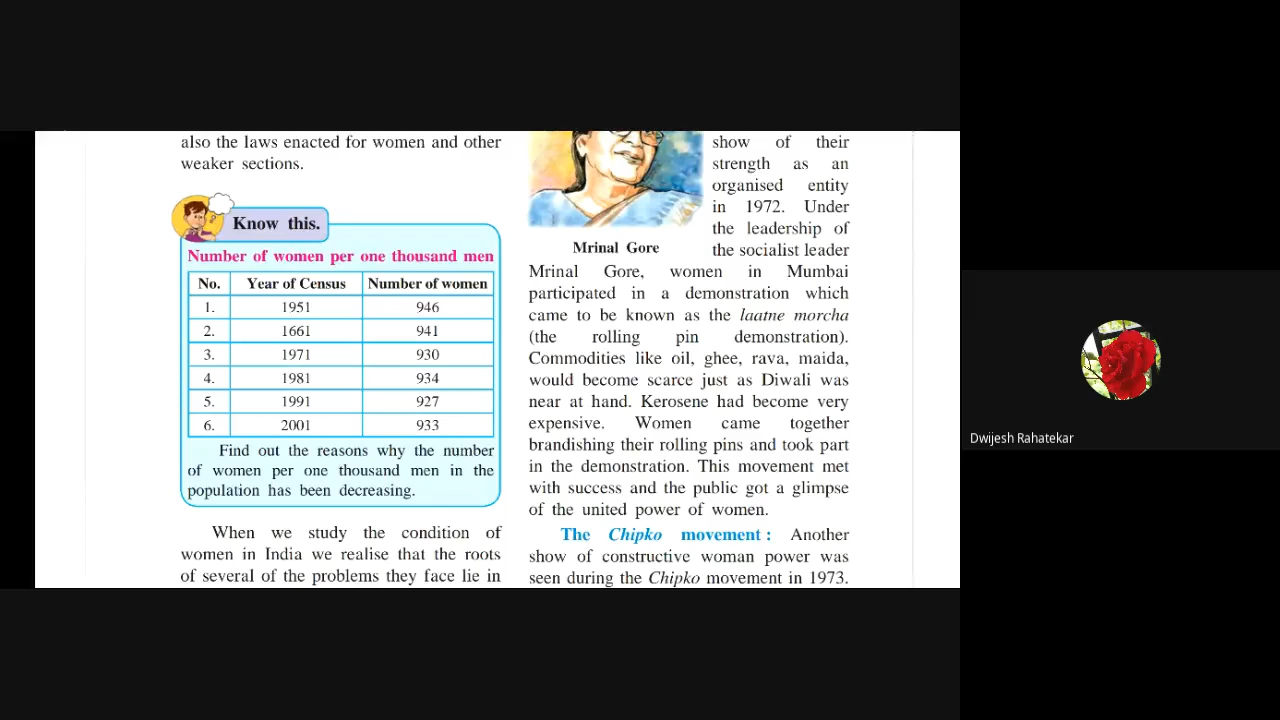 also the laws enacted for women and other
weaker sections.
Know this.
Number of women per one thousand men
No. Year of Census Number of women
1. 1951 946
2. 1661 941
3. 1971 930
4. 1981 934
5. 1991 927
6. 2001 933
Find out the reasons why the number
of women per one thousand men in the
population has been decreasing.
When we study the condition of
women in India we realise that the roots
of several of the problems they face lie in
show of their
strength as an
organised entity
in 1972. Under
the leadership of
Mrinal Gore
the socialist leader
Mrinal Gore, women in Mumbai
participated in a demonstration which
came to be known as the laatne morcha
(the rolling pin demonstration).
Commodities like oil, ghee, rava, maida,
would become scarce just as Diwali was
near at hand. Kerosene had become very
expensive. Women came together
brandishing their rolling pins and took part
in the demonstration. This movement met
with success and the public got a glimpse
of the united power of women.
The Chipko movement : Another
show of constructive woman power was
seen during the Chipko movement in 1973.
Dwijesh Rahatekar